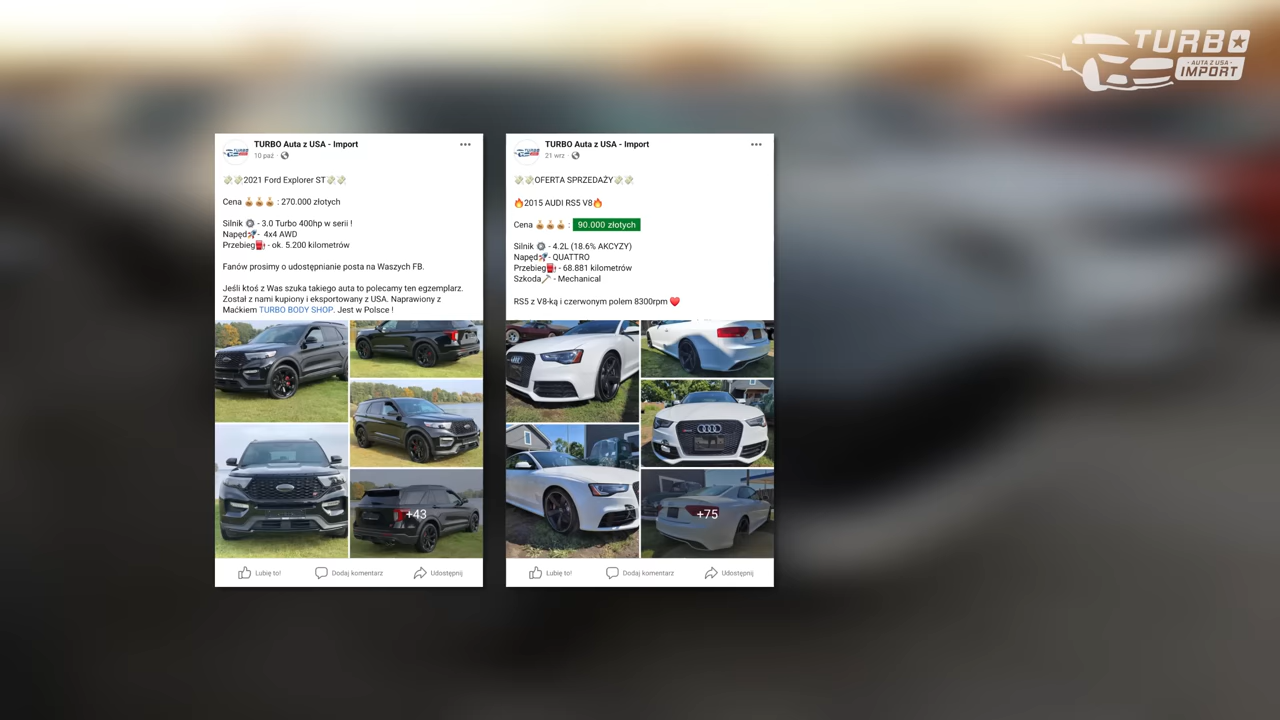 TURBO
AUTA Z USA
IMPORT
TURBO Auta z USA - Import
10 paź
2021 Ford Explorer ST
Cena : 270.000 złotych
Silnik - 3.0 Turbo 400hp w serii !
Napęd - 4x4 AWD
Przebieg - ok. 5.200 kilometrów
Fanów prosimy o udostępnianie posta na Waszych FB.
Jeśli ktoś z Was szuka takiego auta to polecamy ten egzemplarz.
Został z nami kupiony i eksportowany z USA. Naprawiony z
Maćkiem TURBO BODY SHOP. Jest w Polsce !
+43
Lubię to!
Dodaj komentarz
Udostępnij
TURBO Auta z USA - Import
21 wrz
OFERTA SPRZEDAŻY
2015 AUDI RS5 V8
Cena : 90.000 złotych
Silnik - 4.2L (18.6% AKCYZY)
Napęd - QUATTRO
Przebieg - 68.881 kilometrów
Szkoda - Mechanical
RS5 z V8-ką i czerwonym polem 8300rpm
+75
Lubię to!
Dodaj komentarz
Udostępnij